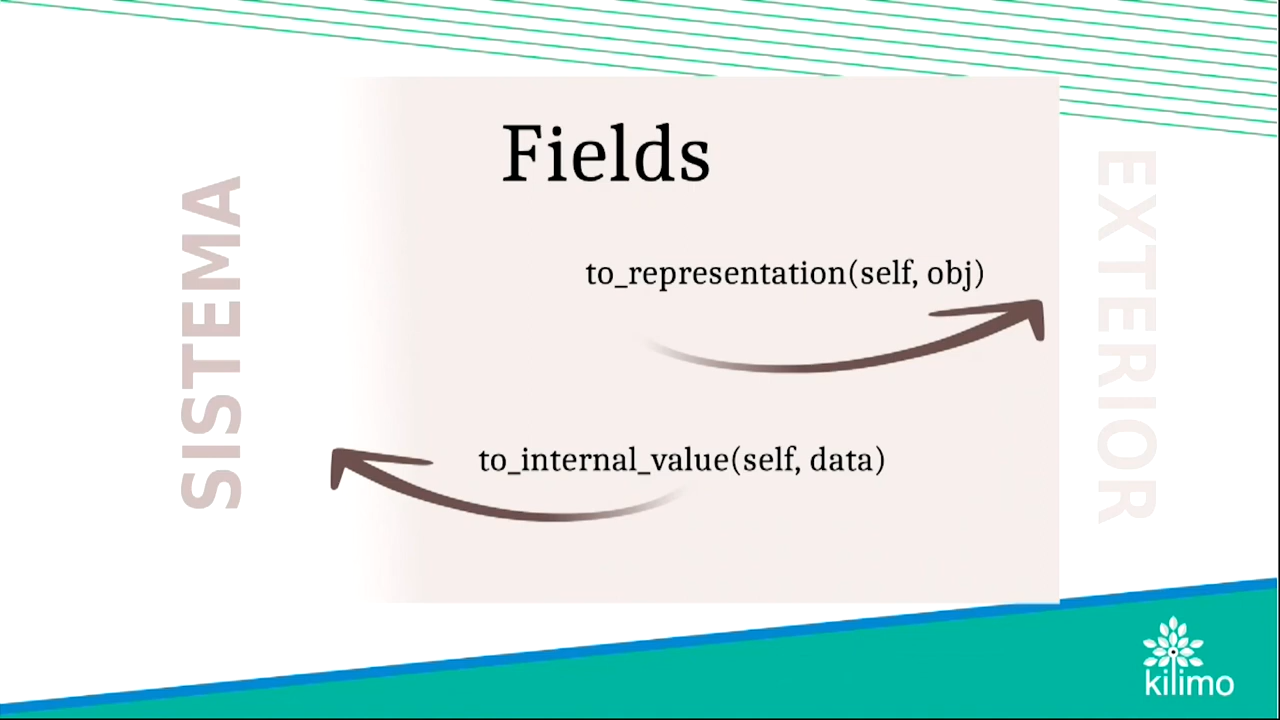 Fields
SISTEMA
EXTERIOR
to_representation(self, obj)
to_internal_value(self, data)
kilimo